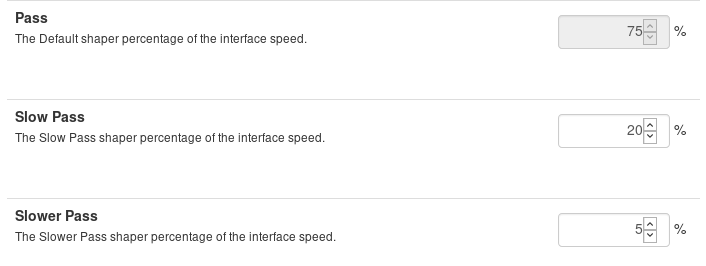 Pass
The Default shaper percentage of the interface speed.
75 %
Slow Pass
The Slow Pass shaper percentage of the interface speed.
20 %
Slower Pass
The Slower Pass shaper percentage of the interface speed.
5 %